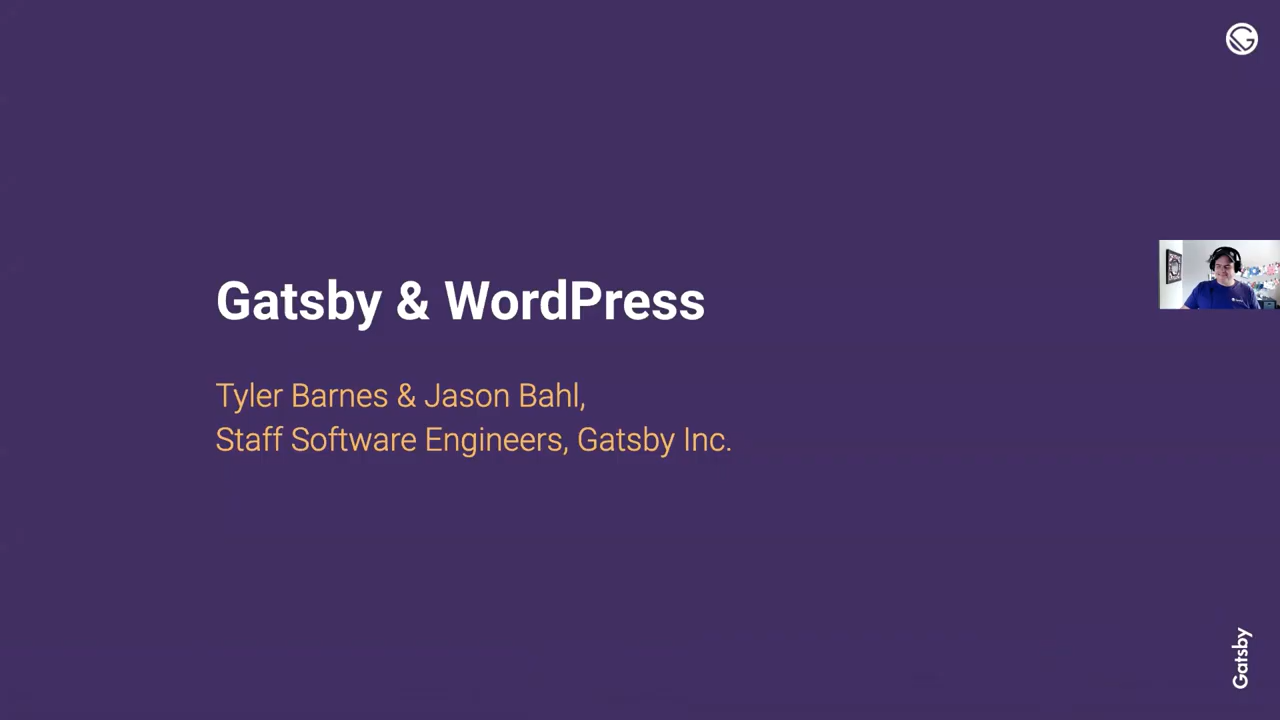 Gatsby & WordPress
Tyler Barnes & Jason Bahl,
Staff Software Engineers, Gatsby Inc.
Gatsby